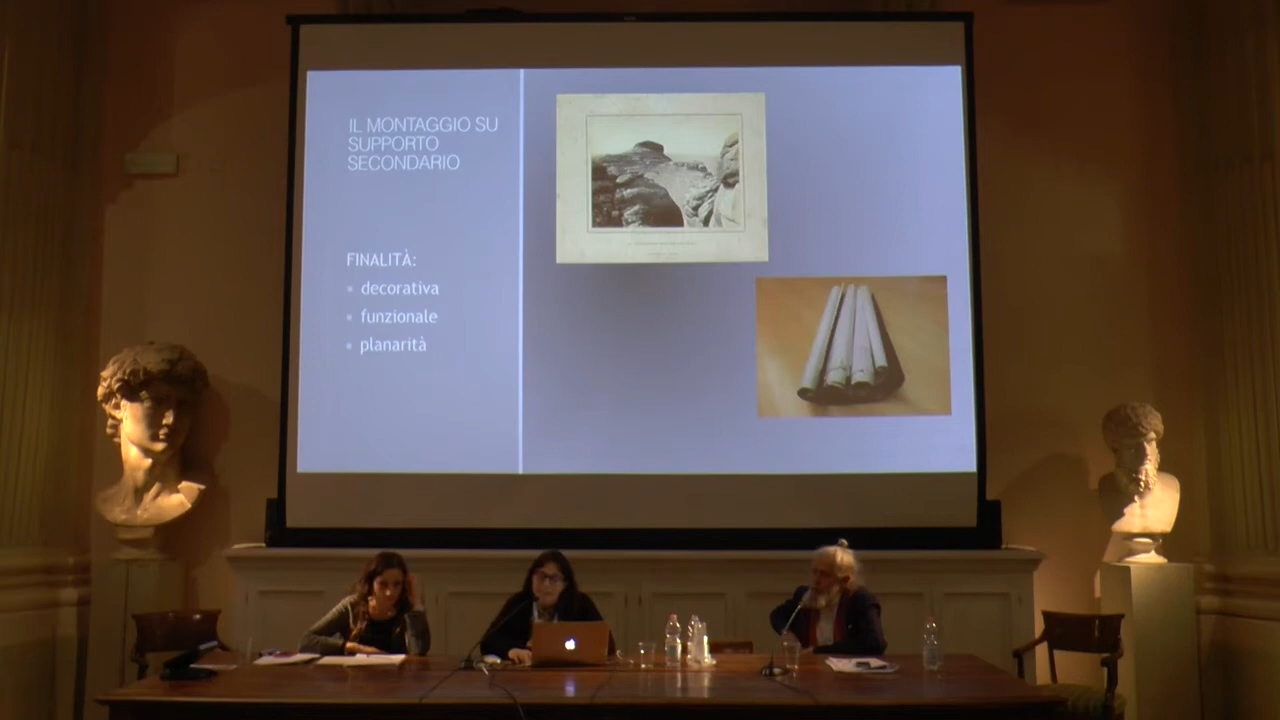 IL MONTAGGIO SU
SUPPORTO
SECONDARIO
FINALITÀ:
decorativa
funzionale
planarità